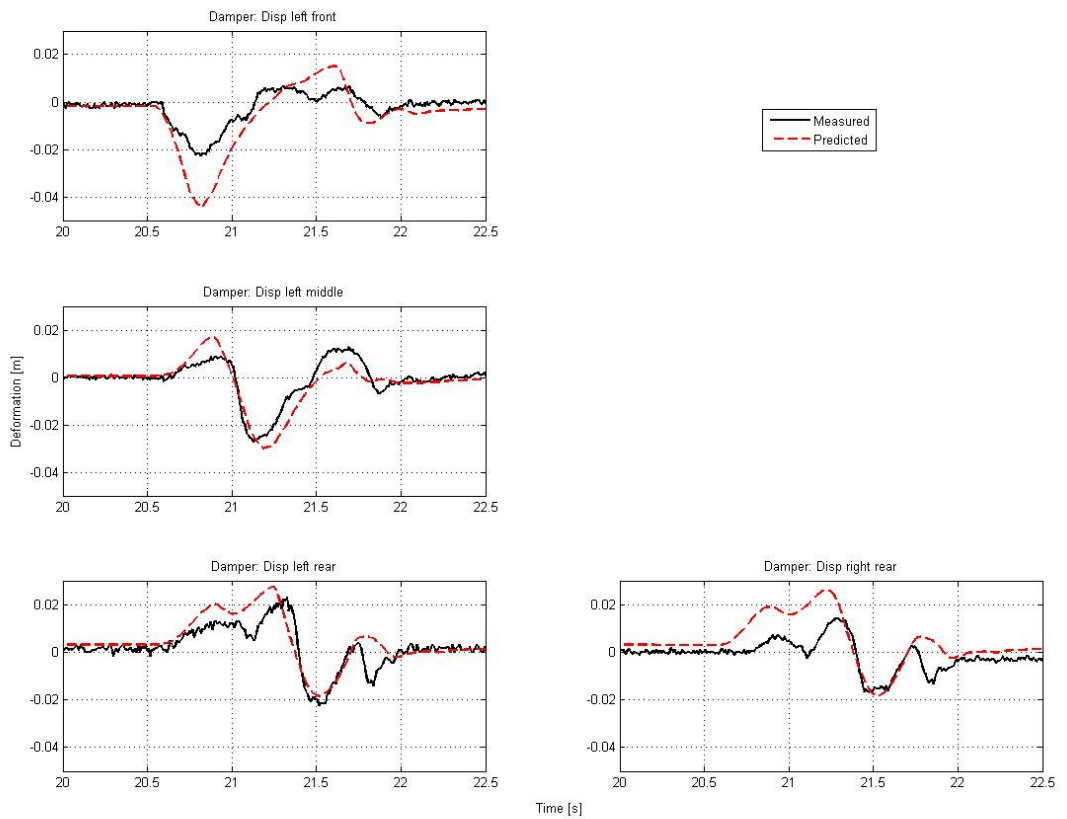 Damper: Disp left front
0.02
0
-0.02
-0.04
20 20.5 21 21.5 22 22.5
Measured
Predicted
Damper: Disp left middle
0.02
0
-0.02
-0.04
20 20.5 21 21.5 22 22.5
Deformation [m]
Damper: Disp left rear
0.02
0
-0.02
-0.04
20 20.5 21 21.5 22 22.5
Damper: Disp right rear
0.02
0
-0.02
-0.04
20 20.5 21 21.5 22 22.5
Time [s]